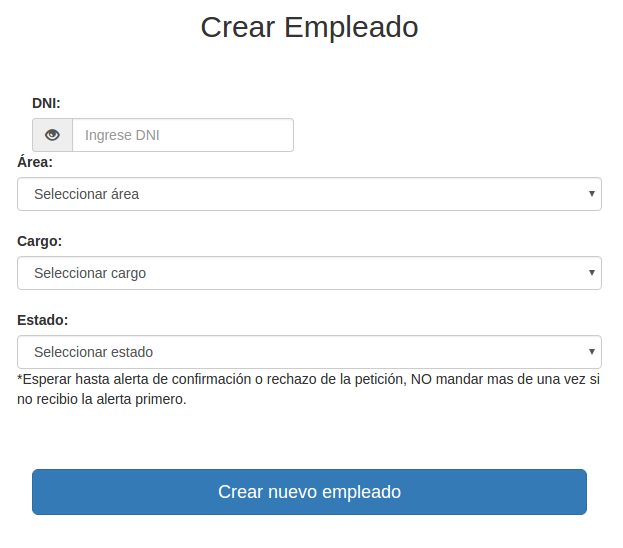 Crear Empleado
DNI:
Ingrese DNI
Área:
Seleccionar área
Cargo:
Seleccionar cargo
Estado:
Seleccionar estado
*Esperar hasta alerta de confirmación o rechazo de la petición, NO mandar mas de una vez si
no recibio la alerta primero.
Crear nuevo empleado